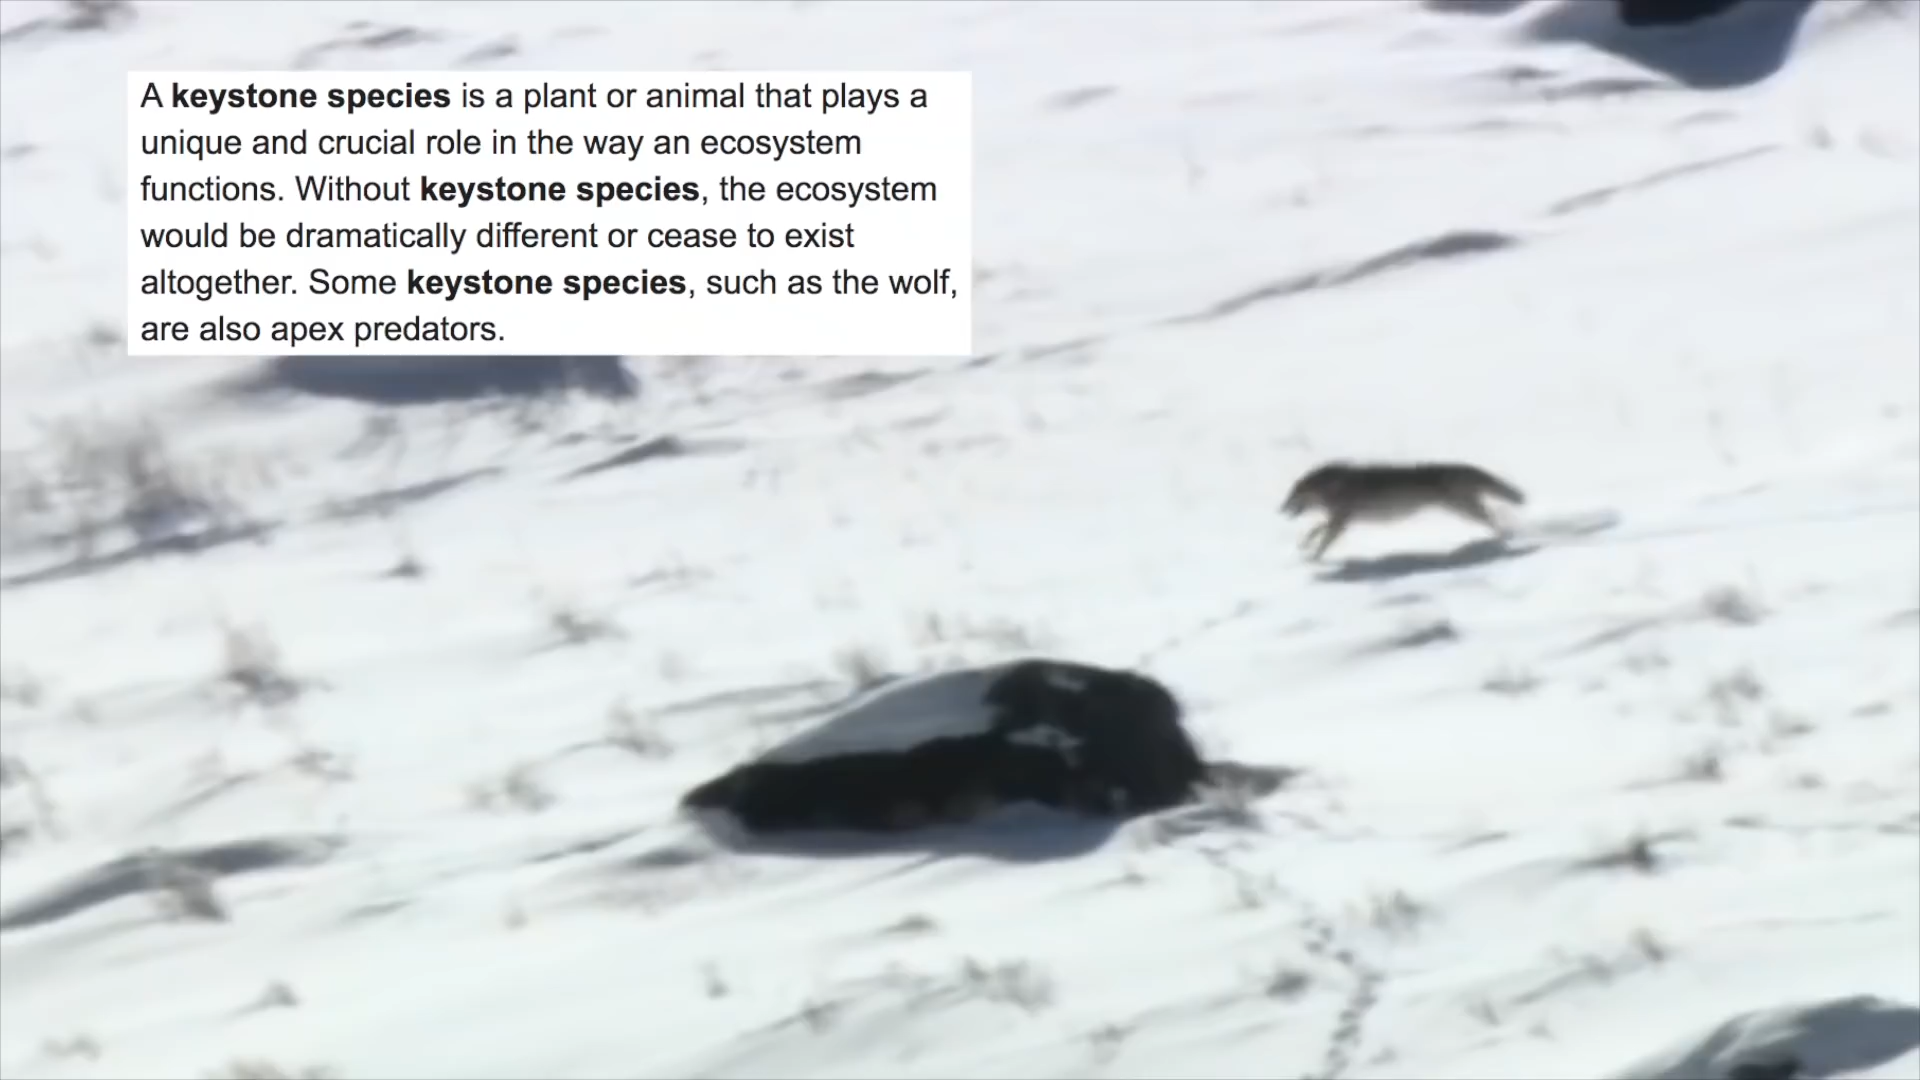 A keystone species is a plant or animal that plays a
unique and crucial role in the way an ecosystem
functions. Without keystone species, the ecosystem
would be dramatically different or cease to exist
altogether. Some keystone species, such as the wolf,
are also apex predators.